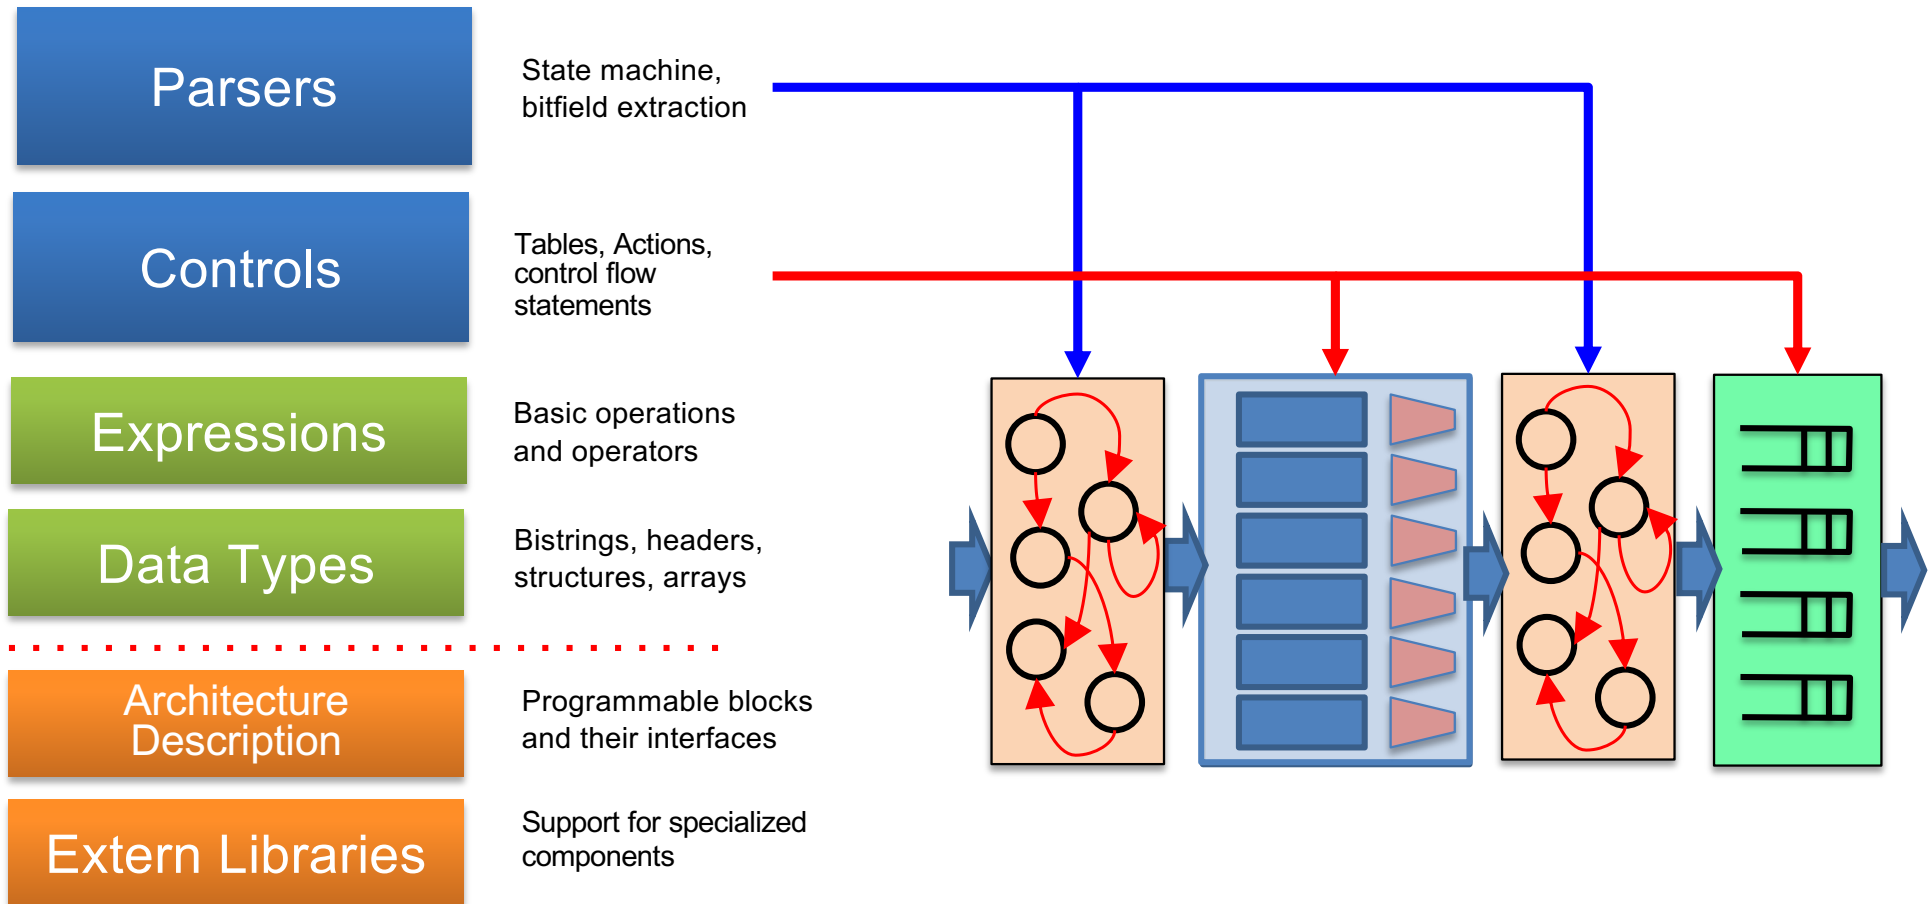 Parsers
State machine,
bitfield extraction
Controls
Tables, Actions,
control flow
statements
Expressions
Basic operations
and operators
Data Types
Bistrings, headers,
structures, arrays
Architecture
Description
Programmable blocks
and their interfaces
Extern Libraries
Support for specialized
components